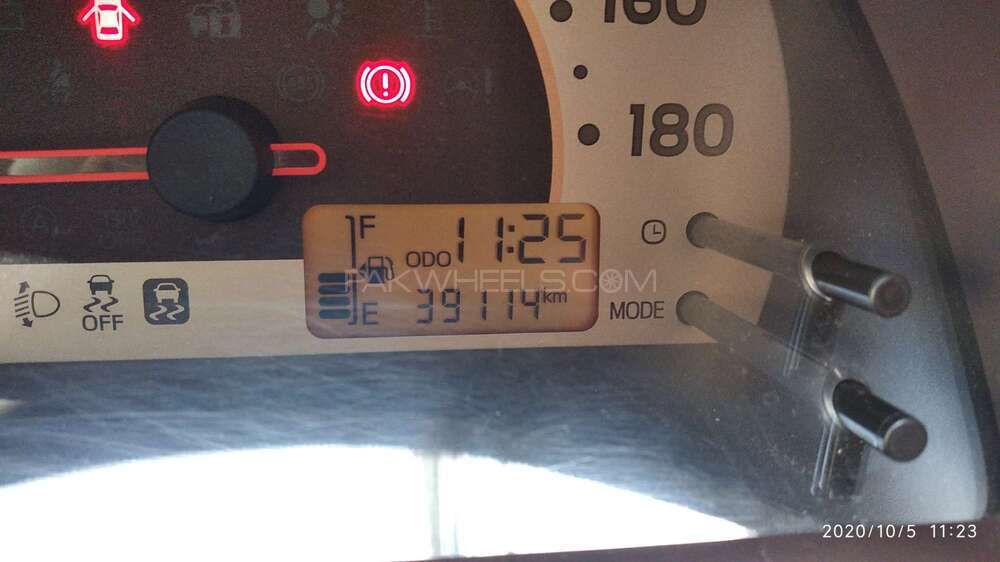 160
180
F
11:25
ODO
PAKWHEELS.COM
E
39114 km
MODE
OFF
2020/10/5 11:23